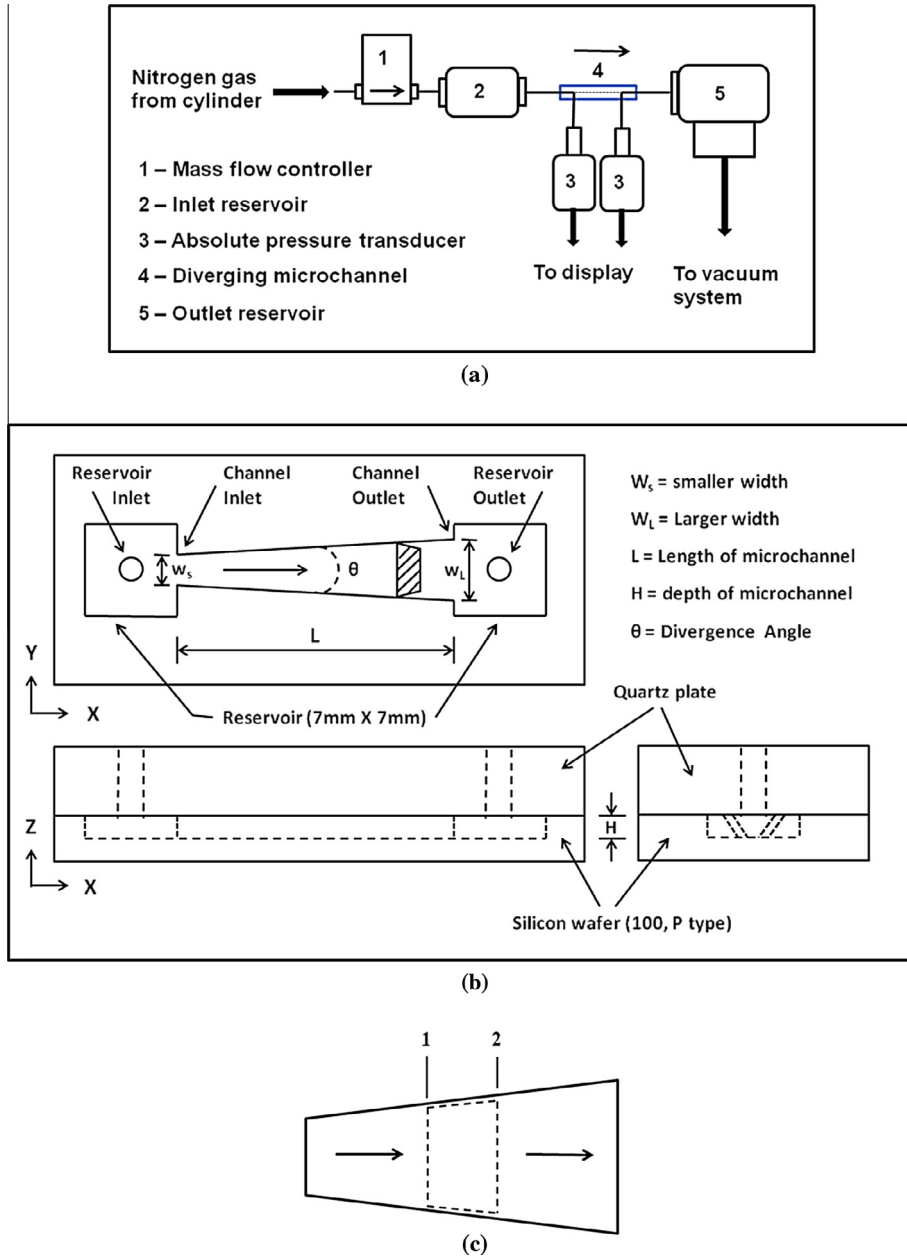 1
4
Nitrogen gas
from cylinder
2
5
3
3
1 – Mass flow controller
2 – Inlet reservoir
3 – Absolute pressure transducer
4 – Diverging microchannel
5 – Outlet reservoir
To display
To vacuum
system
(a)
Reservoir
Inlet
Channel
Inlet
Channel
Outlet
Reservoir
Outlet
Ws = smaller width
WL = Larger width
L = Length of microchannel
H = depth of microchannel
θ = Divergence Angle
ws
θ
wL
L
Y
X
Reservoir (7mm X 7mm)
Quartz plate
Z
H
X
Silicon wafer (100, P type)
(b)
1
2
(c)